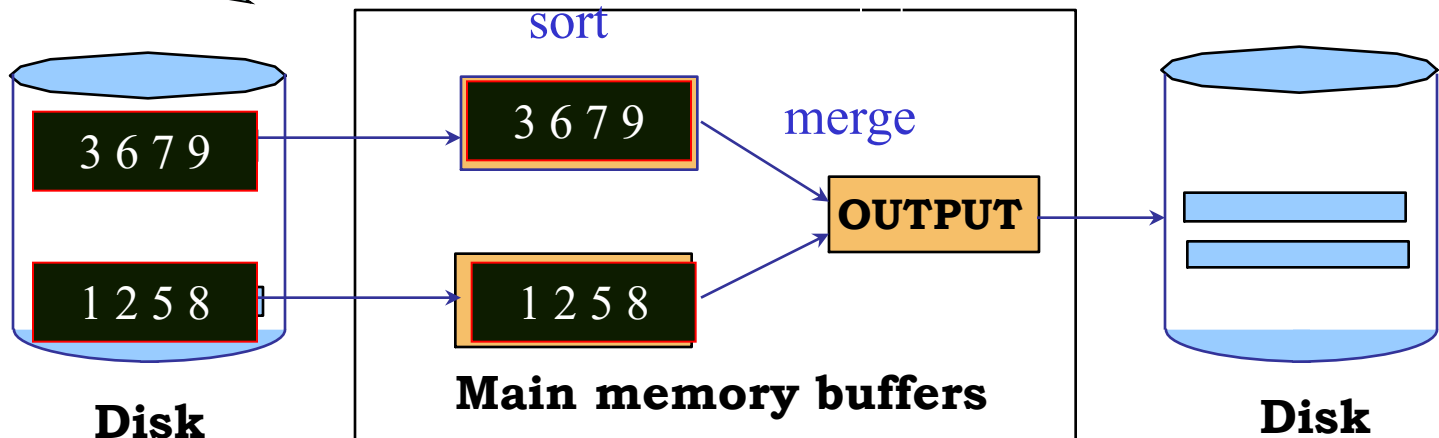 sort
3 6 7 9
3 6 7 9
merge
OUTPUT
1 2 5 8
1 2 5 8
Main memory buffers
Disk
Disk